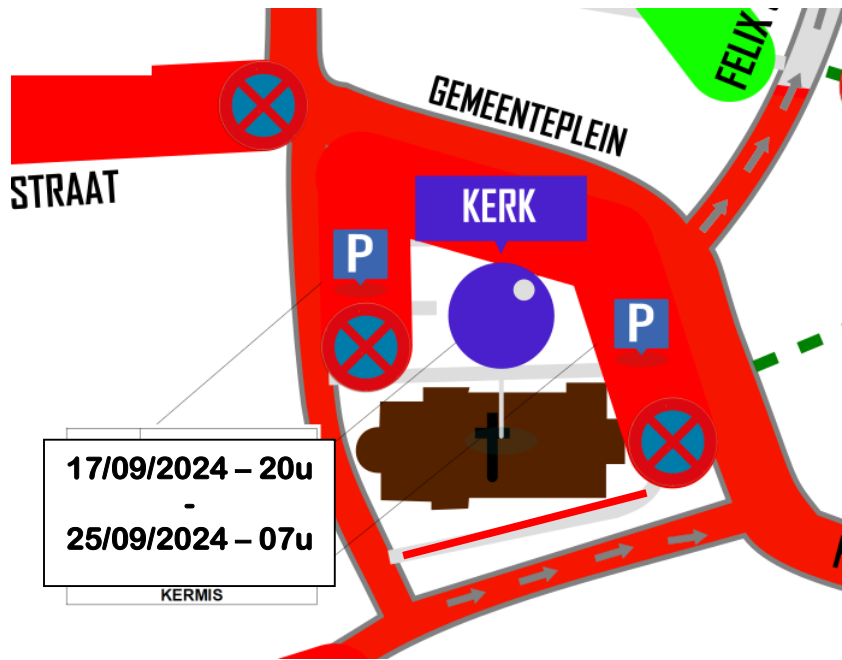 FELIX
GEMEENTEPLEIN
STRAAT
KERK
P
P
17/09/2024 – 20u
-
25/09/2024 – 07u
KERMIS